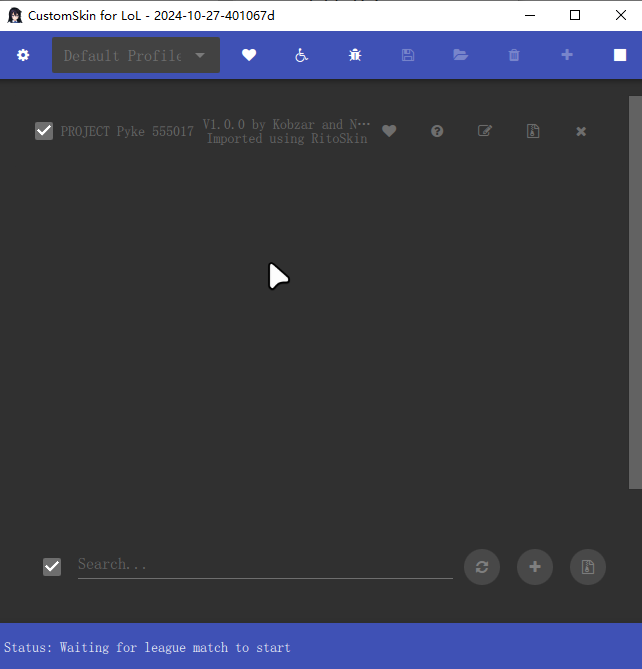 CustomSkin for LoL - 2024-10-27-401067d
Default Profile
PROJECT Pyke 555017
V1.0.0 by Kobzar and N…
Imported using RitoSkin
Search...
Status: Waiting for league match to start